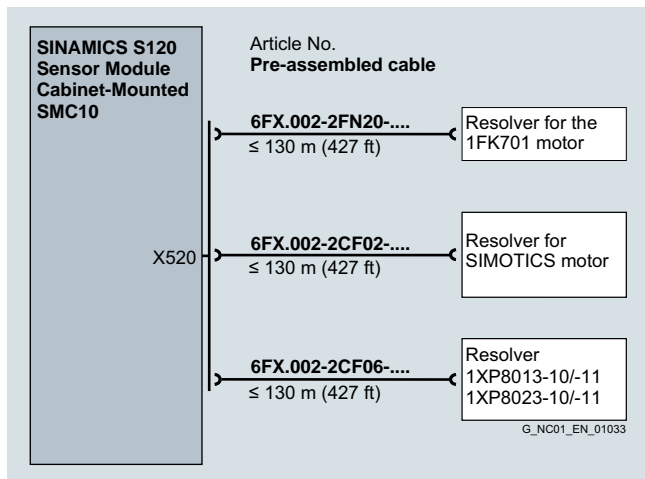 SINAMICS S120
Sensor Module
Cabinet-Mounted
SMC10
Article No.
Pre-assembled cable
6FX.002-2FN20-....
≤ 130 m (427 ft)
Resolver for the
1FK701 motor
X520
6FX.002-2CF02-....
≤ 130 m (427 ft)
Resolver for
SIMOTICS motor
6FX.002-2CF06-....
≤ 130 m (427 ft)
Resolver
1XP8013-10/-11
1XP8023-10/-11
G_NC01_EN_01033